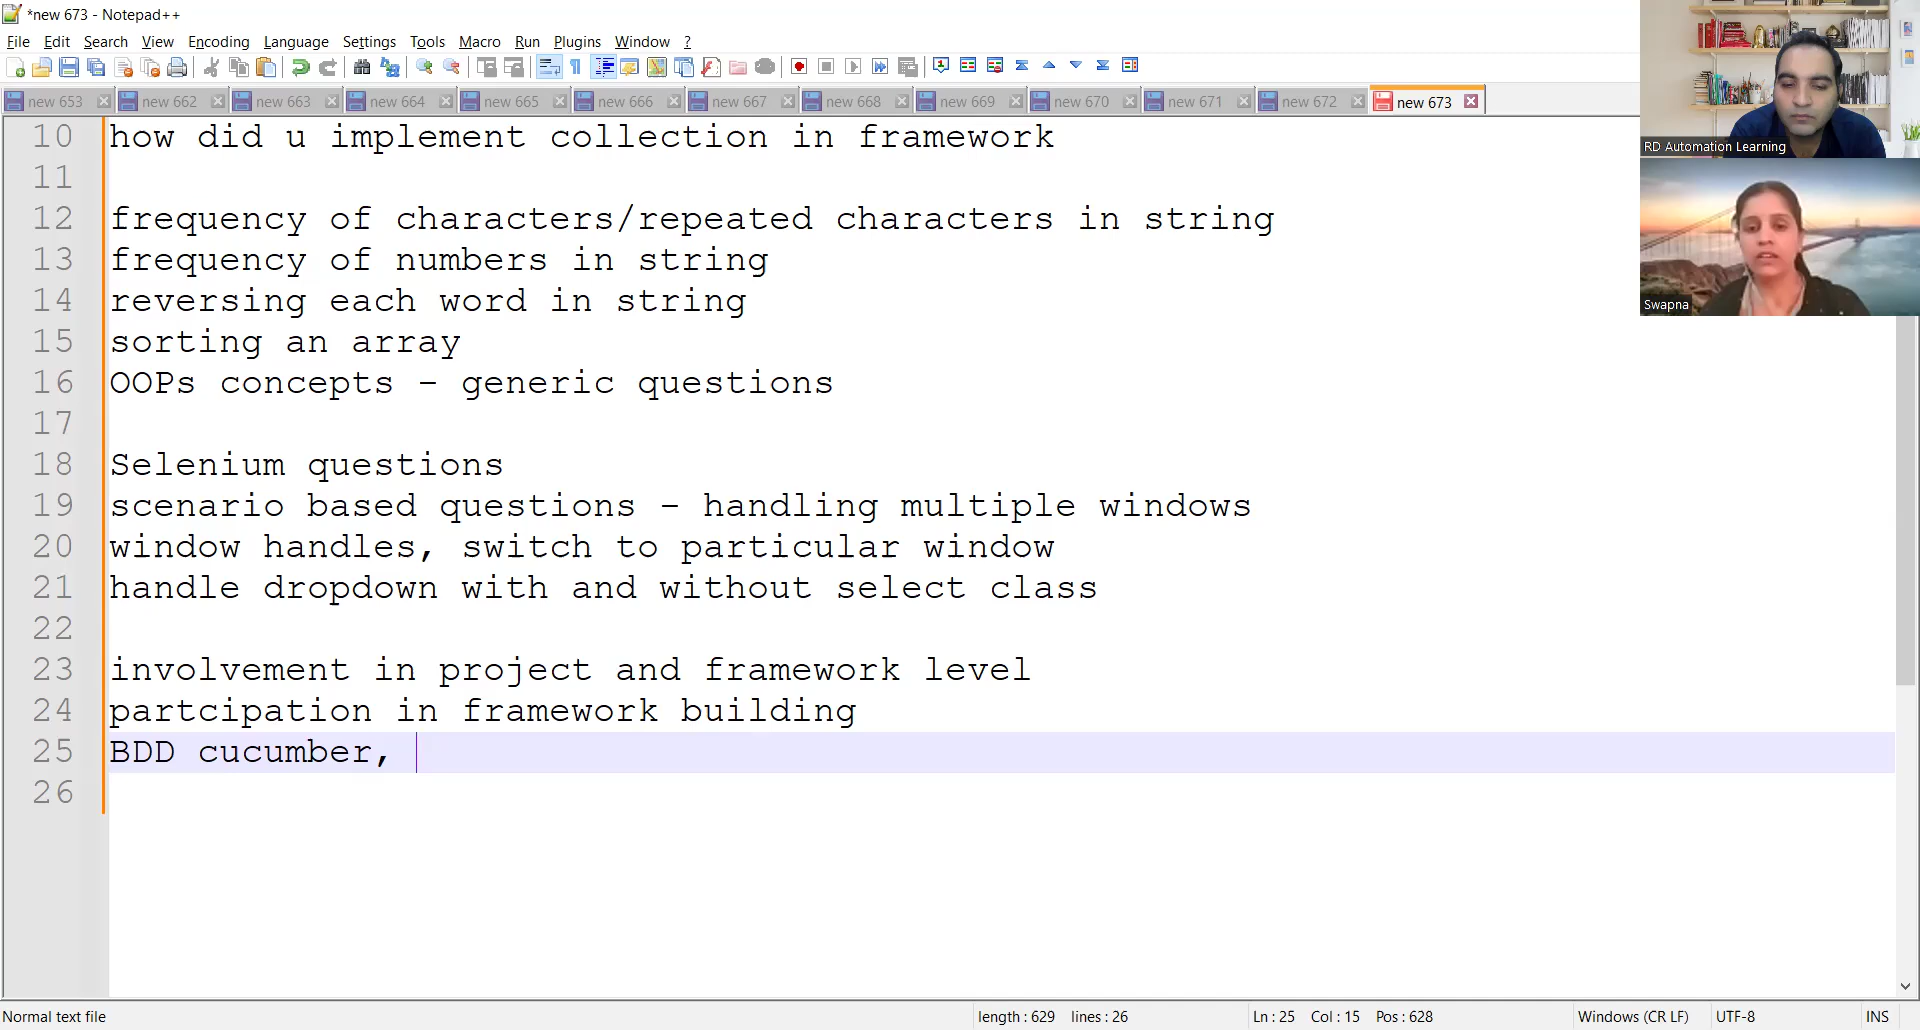 *new 673 - Notepad++
File Edit Search View Encoding Language Settings Tools Macro Run Plugins Window ?
new 653 new 662 new 663 new 664 new 665 new 666 new 667 new 668 new 669 new 670 new 671 new 672 new 673
10 how did u implement collection in framework
11
12 frequency of characters/repeated characters in string
13 frequency of numbers in string
14 reversing each word in string
15 sorting an array
16 OOPs concepts - generic questions
17
18 Selenium questions
19 scenario based questions - handling multiple windows
20 window handles, switch to particular window
21 handle dropdown with and without select class
22
23 involvement in project and framework level
24 partcipation in framework building
25 BDD cucumber,
26
RD Automation Learning
Swapna
Normal text file length : 629 lines : 26 Ln : 25 Col : 15 Pos : 628 Windows (CR LF) UTF-8 INS